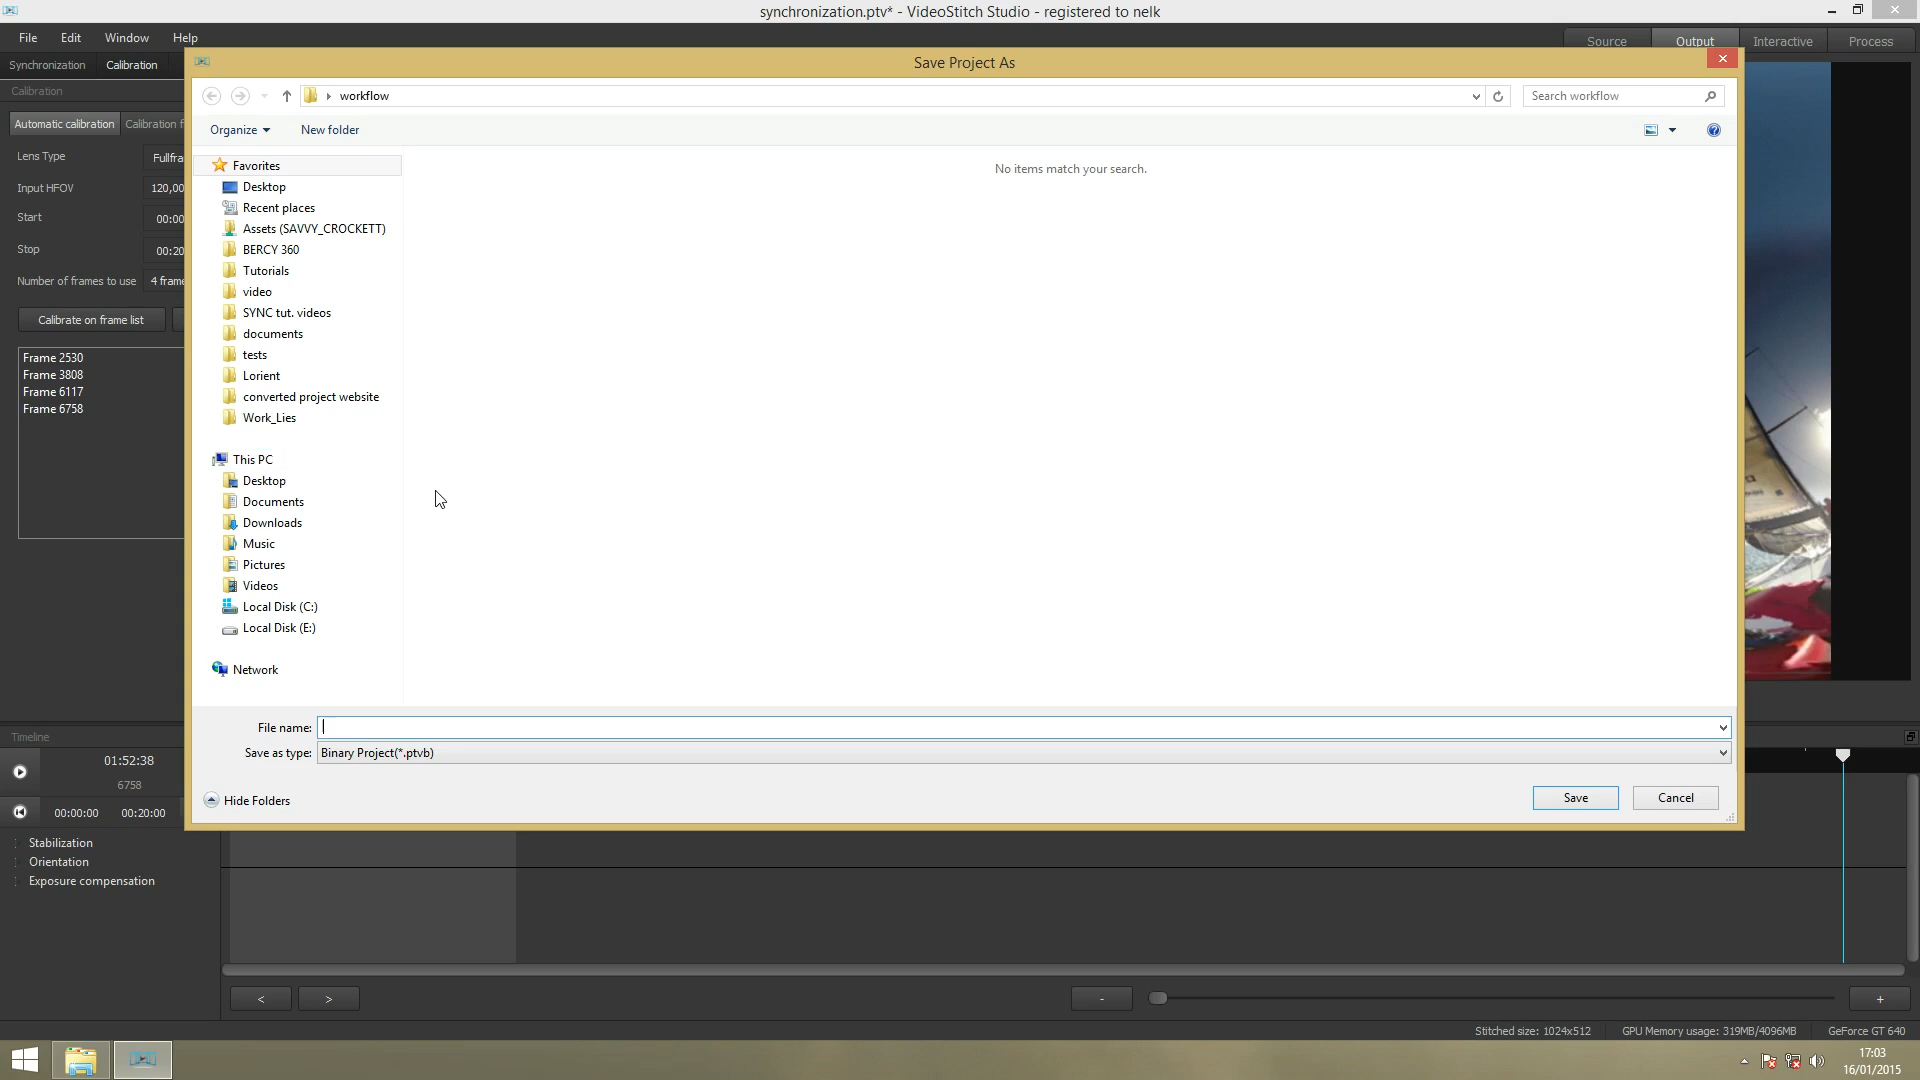 synchronization.ptv* - VideoStitch Studio - registered to nelk
File Edit Window Help
Source Output Interactive Process
Synchronization Calibration
Save Project As
Calibration
workflow
Search workflow
Automatic calibration Calibration f
Organize New folder
Lens Type Fullfra
Input HFOV 120,00
Start 00:00
Stop 00:20
Number of frames to use 4 frame
Calibrate on frame list
Frame 2530
Frame 3808
Frame 6117
Frame 6758
Favorites
Desktop
Recent places
Assets (SAVVY_CROCKETT)
BERCY 360
Tutorials
video
SYNC tut. videos
documents
tests
Lorient
converted project website
Work_Lies
This PC
Desktop
Documents
Downloads
Music
Pictures
Videos
Local Disk (C:)
Local Disk (E:)
Network
No items match your search.
File name:
Save as type: Binary Project(*.ptvb)
Hide Folders
Save Cancel
Timeline
01:52:38
6758
00:00:00 00:20:00
Stabilization
Orientation
Exposure compensation
< > - +
Stitched size: 1024x512 GPU Memory usage: 319MB/4096MB GeForce GT 640
17:03
16/01/2015